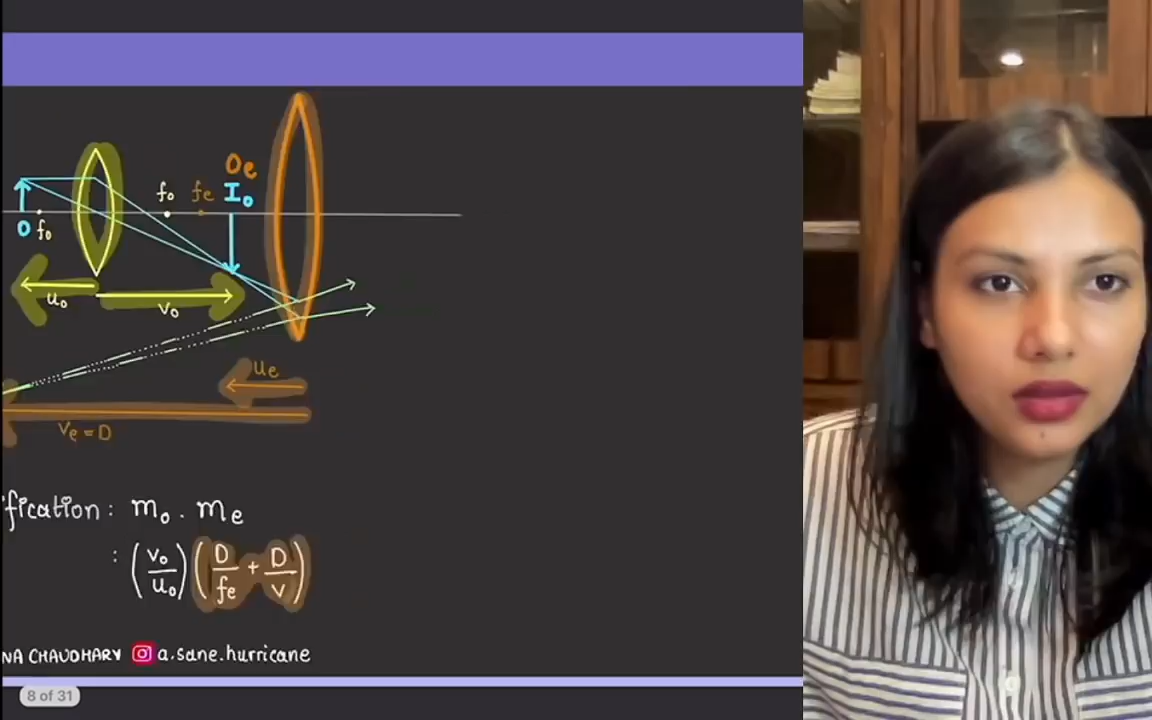 Oe
fo fe Io
O fo
uo
vo
ue
ve = D
fication : mo . me
: (vo/uo) (D/fe + D/v)
NA CHAUDHARY a.sane.hurricane
8 of 31